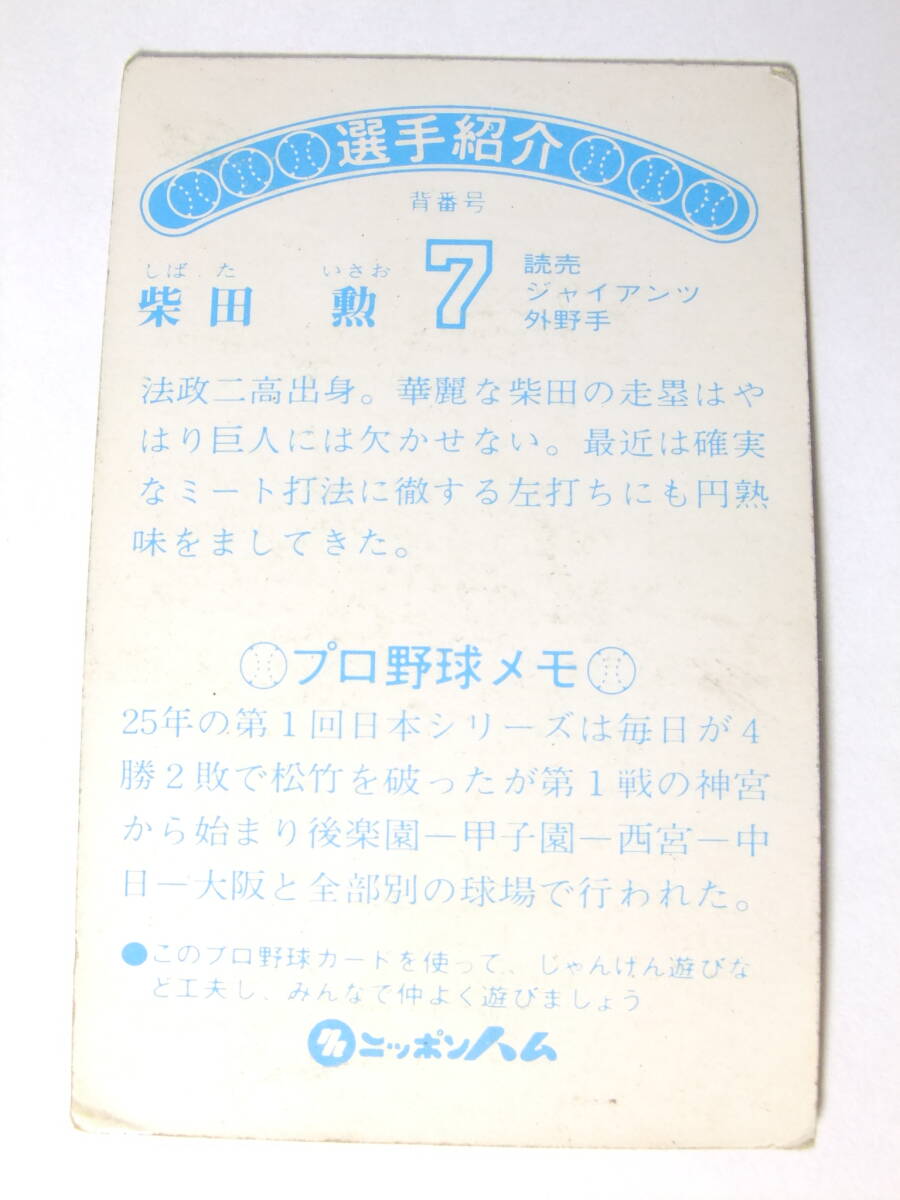 選手紹介
背番号
しばた いさお
柴田 勲 7
読売
ジャイアンツ
外野手
法政二高出身。華麗な柴田の走塁はや
はり巨人には欠かせない。最近は確実
なミート打法に徹する左打ちにも円熟
味をましてきた。
プロ野球メモ
25年の第1回日本シリーズは毎日が4
勝2敗で松竹を破ったが第1戦の神宮
から始まり後楽園―甲子園―西宮―中
日―大阪と全部別の球場で行われた。
●このプロ野球カードを使って、じゃんけん遊びな
ど工夫し、みんなで仲よく遊びましょう
ニッポンハム